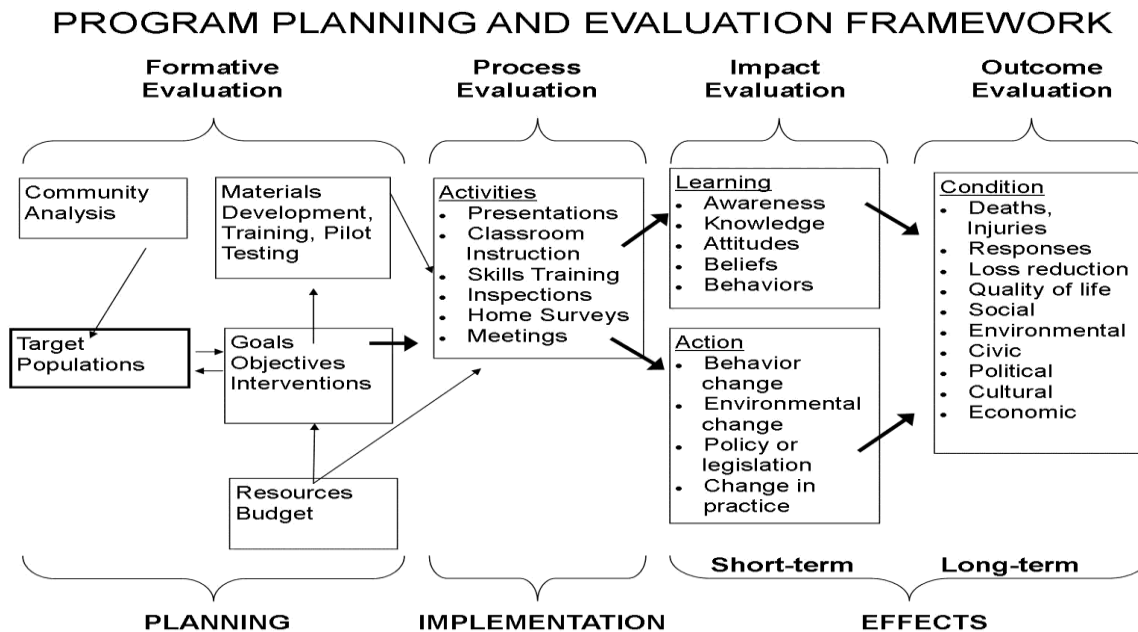 PROGRAM PLANNING AND EVALUATION FRAMEWORK
Formative
Evaluation
Process
Evaluation
Impact
Evaluation
Outcome
Evaluation
Community
Analysis
Materials
Development,
Training, Pilot
Testing
Target
Populations
Goals
Objectives
Interventions
Resources
Budget
Activities
• Presentations
• Classroom
Instruction
• Skills Training
• Inspections
• Home Surveys
• Meetings
Learning
• Awareness
• Knowledge
• Attitudes
• Beliefs
• Behaviors
Action
• Behavior
change
• Environmental
change
• Policy or
legislation
• Change in
practice
Condition
• Deaths,
Injuries
• Responses
• Loss reduction
• Quality of life
• Social
• Environmental
• Civic
• Political
• Cultural
• Economic
Short-term
Long-term
PLANNING
IMPLEMENTATION
EFFECTS